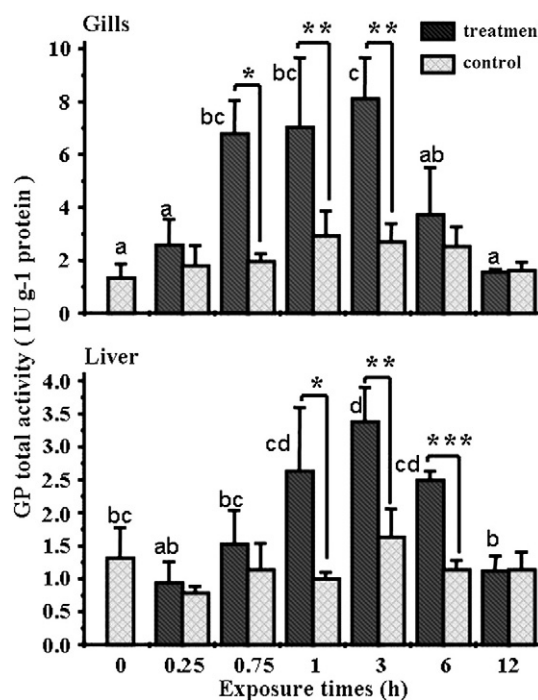 Gills
treatmen
control
GP total activity ( IU g-1 protein )
10
8
6
4
2
0
a
a
bc
*
bc
**
c
**
ab
a
Liver
4.0
3.5
3.0
2.5
2.0
1.5
1.0
0.5
0.0
bc
ab
bc
cd
*
d
**
cd
***
b
0 0.25 0.75 1 3 6 12
Exposure times (h)